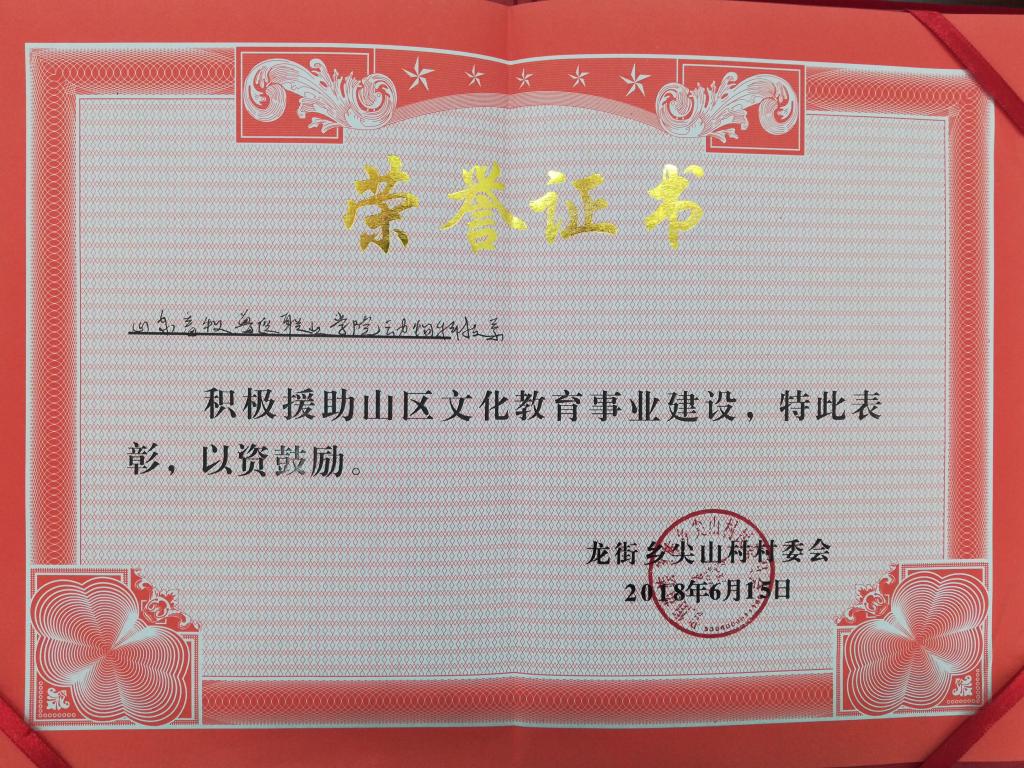 荣誉证书
山东畜牧兽医职业学院动物科技系
积极援助山区文化教育事业建设，特此表
彰，以资鼓励。
龙街乡尖山村村委会
2018年6月15日